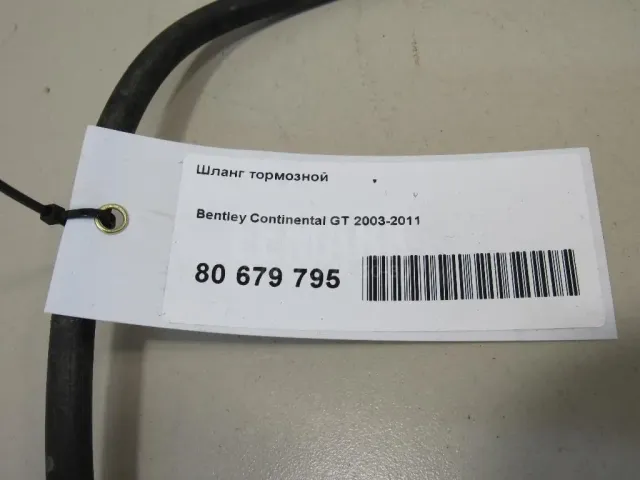 Шланг тормозной
Bentley Continental GT 2003-2011
80 679 795